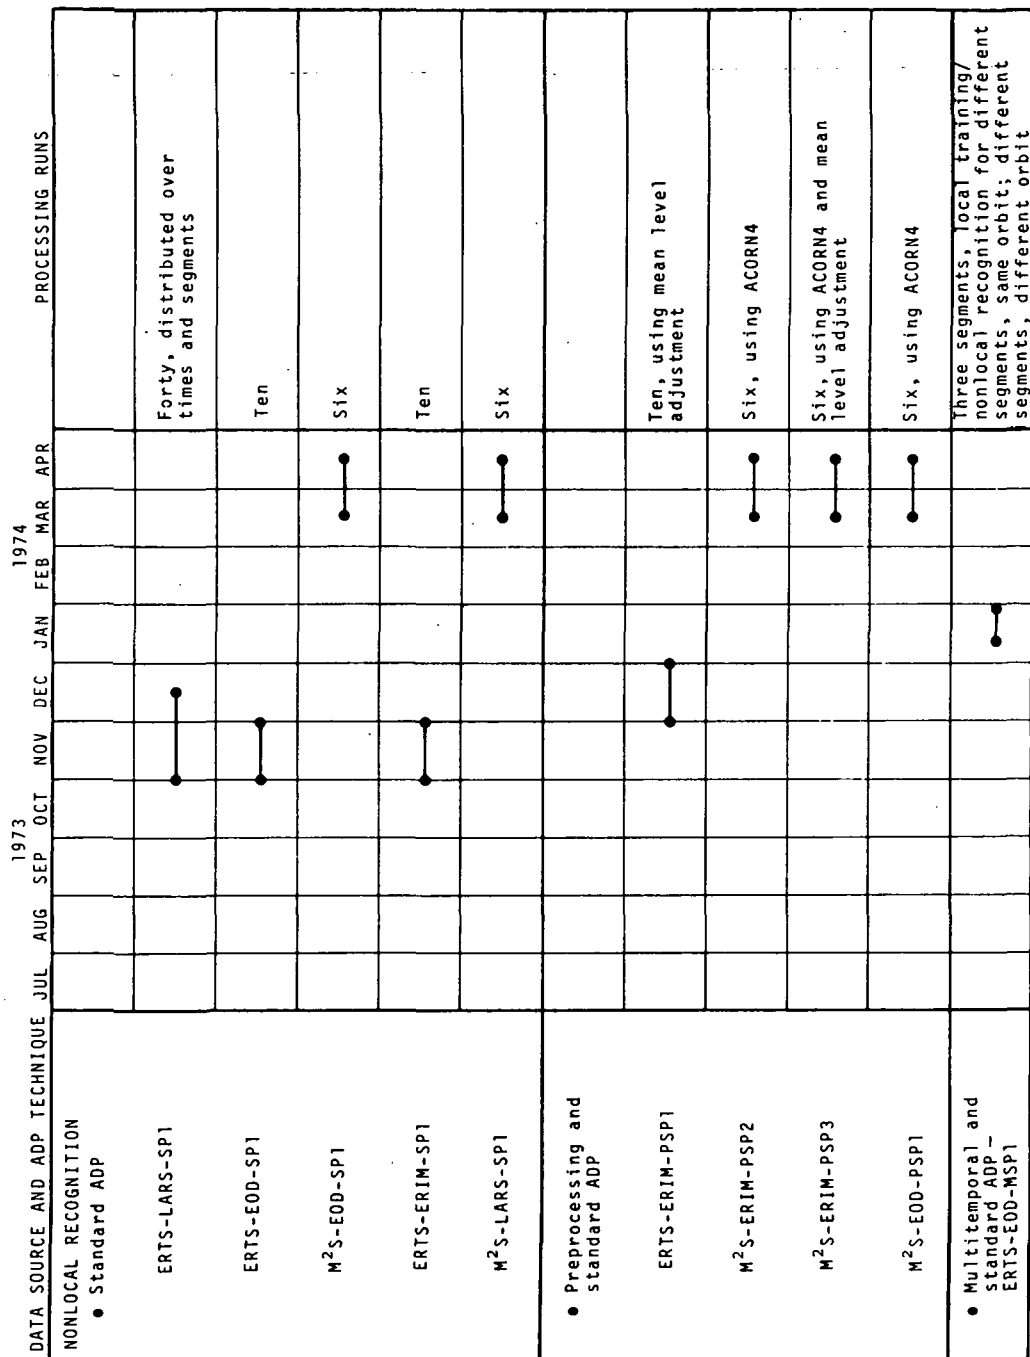 DATA SOURCE AND ADP TECHNIQUE
1973
1974
JUL AUG SEP OCT NOV DEC JAN FEB MAR APR
PROCESSING RUNS
NONLOCAL RECOGNITION
● Standard ADP
ERTS-LARS-SP1
Forty, distributed over
times and segments
ERTS-EOD-SP1
Ten
M²S-EOD-SP1
Six
ERTS-ERIM-SP1
Ten
M²S-LARS-SP1
Six
● Preprocessing and
standard ADP
ERTS-ERIM-PSP1
Ten, using mean level
adjustment
M²S-ERIM-PSP2
Six, using ACORN4
M²S-ERIM-PSP3
Six, using ACORN4 and mean
level adjustment
M²S-EOD-PSP1
Six, using ACORN4
● Multitemporal and
standard ADP —
ERTS-EOD-MSP1
Three segments, local training/
nonlocal recognition for different
segments, same orbit; different
segments, different orbit